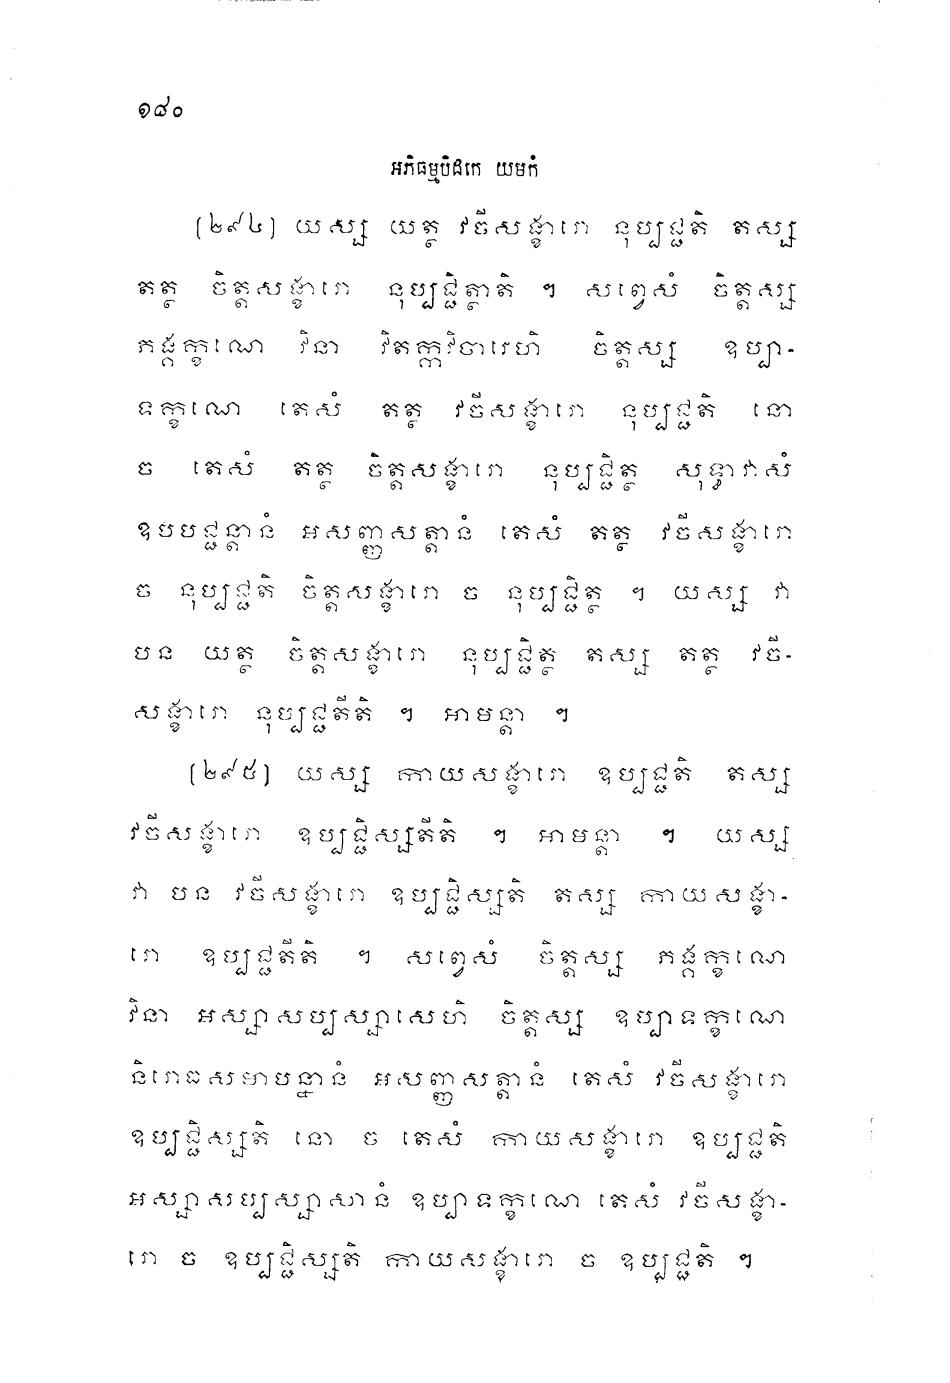 ១៨០
អភិធម្មបិដកេ យមកំ
[២៩៤] យស្ស យត្ថ វចីសង្ខារោ នុប្បជ្ជតិ តស្ស
តត្ថ ចិត្តសង្ខារោ នុប្បជ្ជិត្ថាតិ ។ សព្វេសំ ចិត្តស្ស
ភង្គក្ខណេ វិនា វិតក្កវិចារេហិ ចិត្តស្ស ឧប្បា-
ទក្ខណេ តេសំ តត្ថ វចីសង្ខារោ នុប្បជ្ជតិ នោ
ច តេសំ តត្ថ ចិត្តសង្ខារោ នុប្បជ្ជិត្ថ សុទ្ធាវាសំ
ឧបបជ្ជន្តានំ អសញ្ញសត្តានំ តេសំ តត្ថ វចីសង្ខារោ
ច នុប្បជ្ជតិ ចិត្តសង្ខារោ ច នុប្បជ្ជិត្ថ ។ យស្ស វា
បន យត្ថ ចិត្តសង្ខារោ នុប្បជ្ជិត្ថ តស្ស តត្ថ វចី-
សង្ខារោ នុប្បជ្ជតីតិ ។ អាមន្តា ។
[២៩៥] យស្ស កាយសង្ខារោ ឧប្បជ្ជតិ តស្ស
វចីសង្ខារោ ឧប្បជ្ជិស្សតីតិ ។ អាមន្តា ។ យស្ស
វា បន វចីសង្ខារោ ឧប្បជ្ជិស្សតិ តស្ស កាយសង្ខា-
រោ ឧប្បជ្ជតីតិ ។ សព្វេសំ ចិត្តស្ស ភង្គក្ខណេ
វិនា អស្សាសប្បស្សាសេហិ ចិត្តស្ស ឧប្បាទក្ខណេ
និរោធសមាបន្នានំ អសញ្ញសត្តានំ តេសំ វចីសង្ខារោ
ឧប្បជ្ជិស្សតិ នោ ច តេសំ កាយសង្ខារោ ឧប្បជ្ជតិ
អស្សាសប្បស្សាសានំ ឧប្បាទក្ខណេ តេសំ វចីសង្ខា-
រោ ច ឧប្បជ្ជិស្សតិ កាយសង្ខារោ ច ឧប្បជ្ជតិ ។